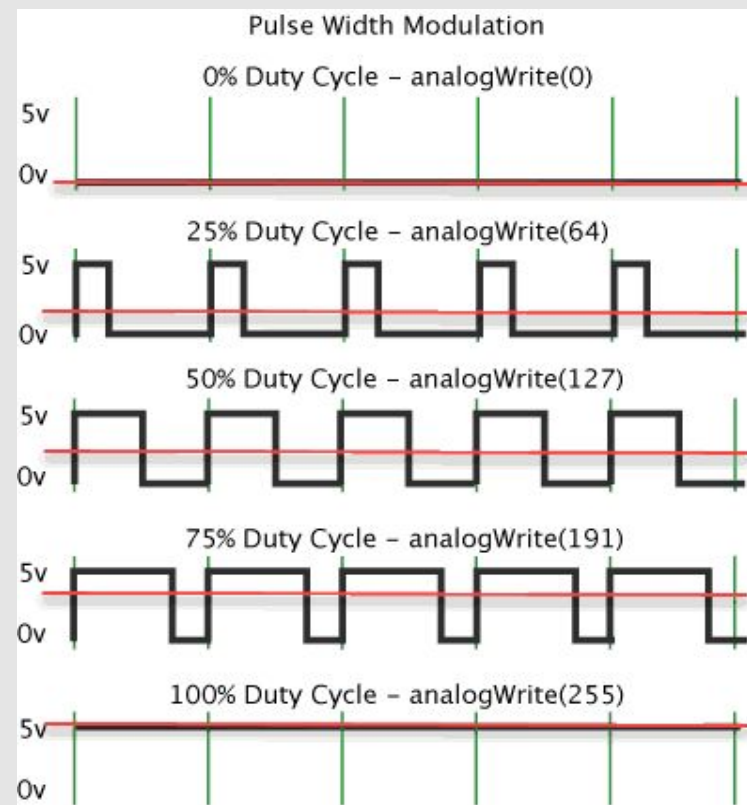 Pulse Width Modulation
0% Duty Cycle – analogWrite(0)
5v
0v
25% Duty Cycle – analogWrite(64)
5v
0v
50% Duty Cycle – analogWrite(127)
5v
0v
75% Duty Cycle – analogWrite(191)
5v
0v
100% Duty Cycle – analogWrite(255)
5v
0v